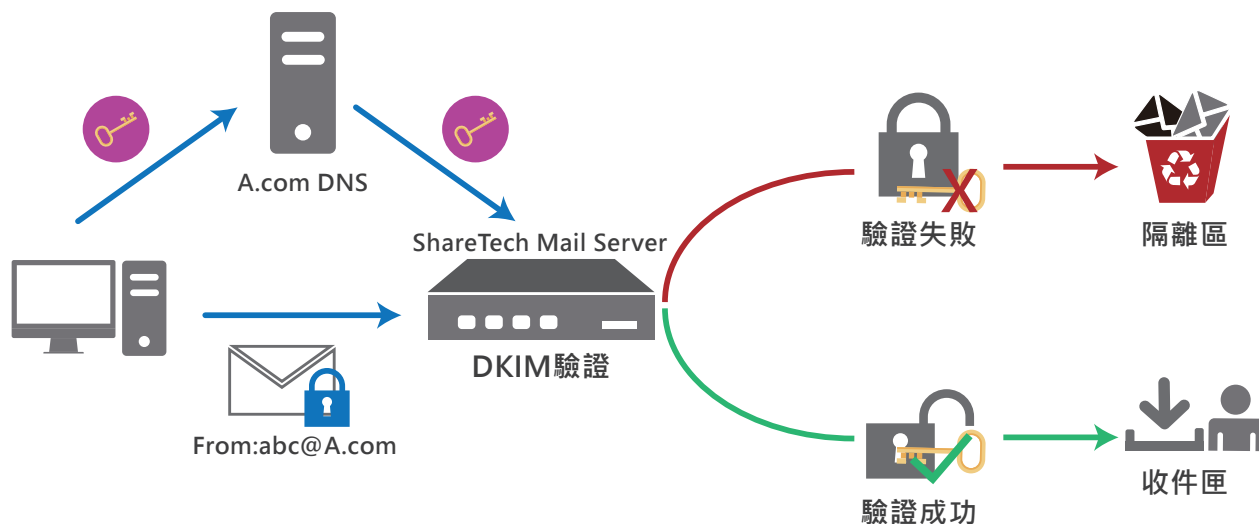 A.com DNS
ShareTech Mail Server
DKIM驗證
From:abc@A.com
驗證失敗
隔離區
驗證成功
收件匣